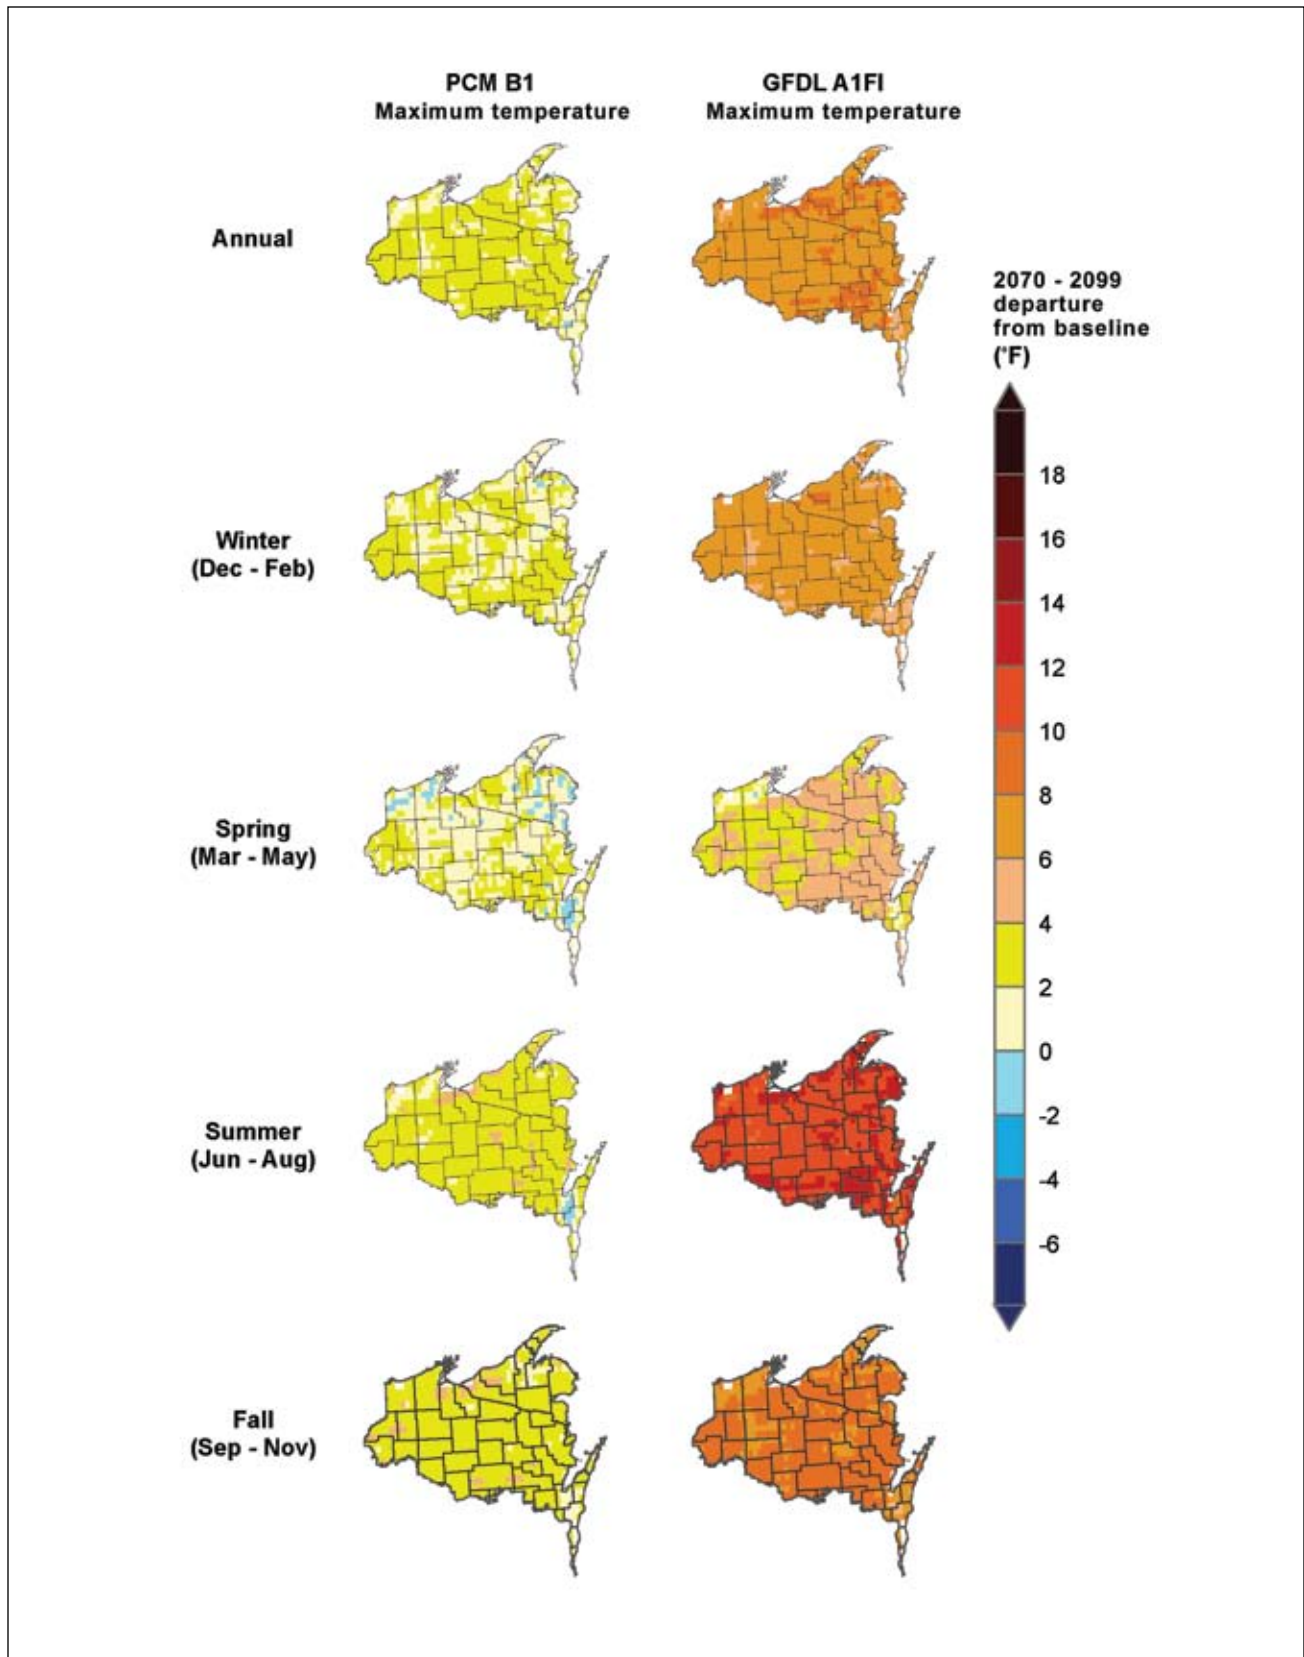 PCM B1
Maximum temperature
GFDL A1FI
Maximum temperature
Annual
2070 - 2099
departure
from baseline
(°F)
18
16
14
12
10
8
6
4
2
0
-2
-4
-6
Winter
(Dec - Feb)
Spring
(Mar - May)
Summer
(Jun - Aug)
Fall
(Sep - Nov)